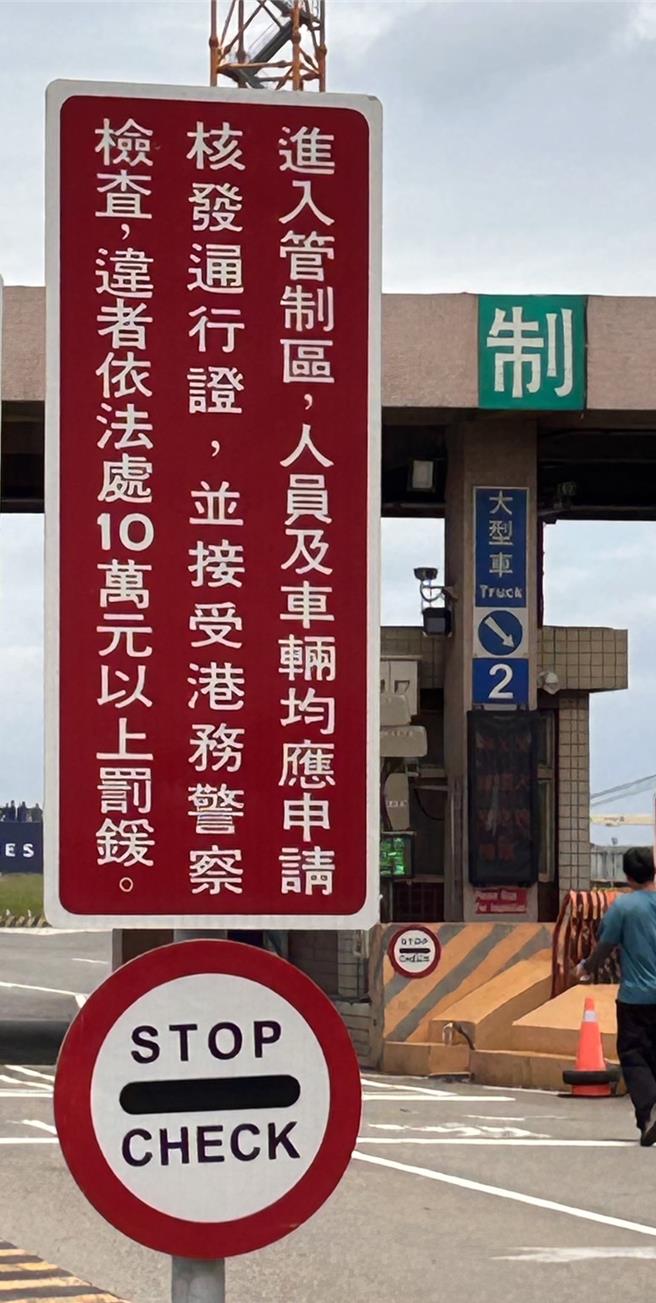 進入管制區，人員及車輛均應申請
核發通行證，並接受港務警察
檢查，違者依法處10萬元以上罰鍰。
STOP
CHECK
制
大型車
Truck
2
STOP
ES